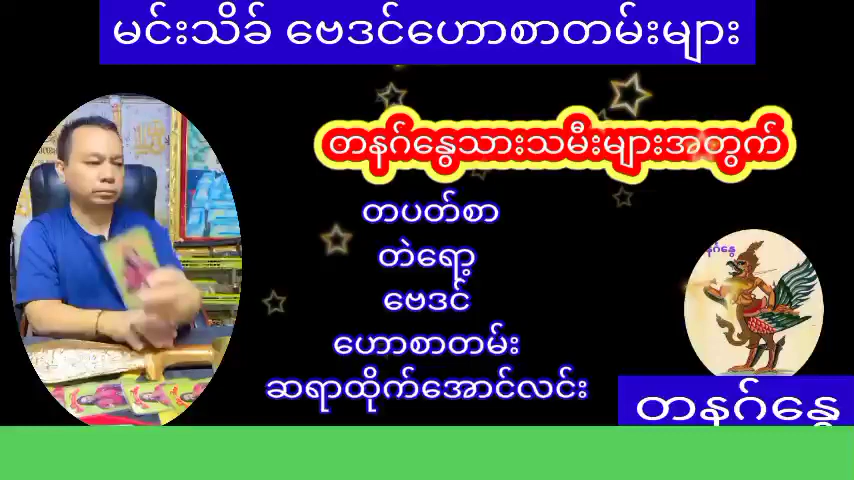 မင်းသိခ် ဗေဒင်ဟောစာတမ်းများ
တနင်္ဂနွေသားသမီးများအတွက်
တပတ်စာ
တဲရော့
ဗေဒင်
ဟောစာတမ်း
ဆရာထိုက်အောင်လင်း
တနင်္ဂနွေ